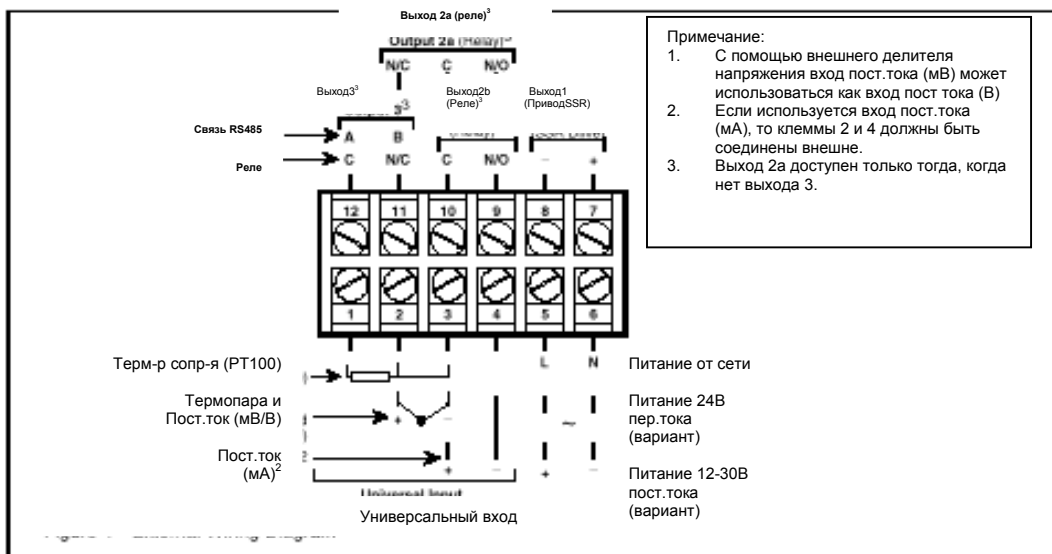 Выход 2а (реле)³
Output 2a (Relay)³
N/C C N/O
Выход3³
Выход2b
(Реле)³
Выход1
(ПриводSSR)
Связь RS485
A B
Реле
C N/C C N/O – +
12 11 10 9 8 7
1 2 3 4 5 6
L N
Терм-р сопр-я (РТ100)
Термопара и
Пост.ток (мВ/В)
+ –
Пост.ток
(мА)²
+ –
Universal Input
Универсальный вход
Питание от сети
Питание 24В
пер.тока
(вариант)
~
+ –
Питание 12-30В
пост.тока
(вариант)
Примечание:
1. С помощью внешнего делителя
напряжения вход пост.тока (мВ) может
использоваться как вход пост тока (В)
2. Если используется вход пост.тока
(мА), то клеммы 2 и 4 должны быть
соединены внешне.
3. Выход 2а доступен только тогда, когда
нет выхода 3.